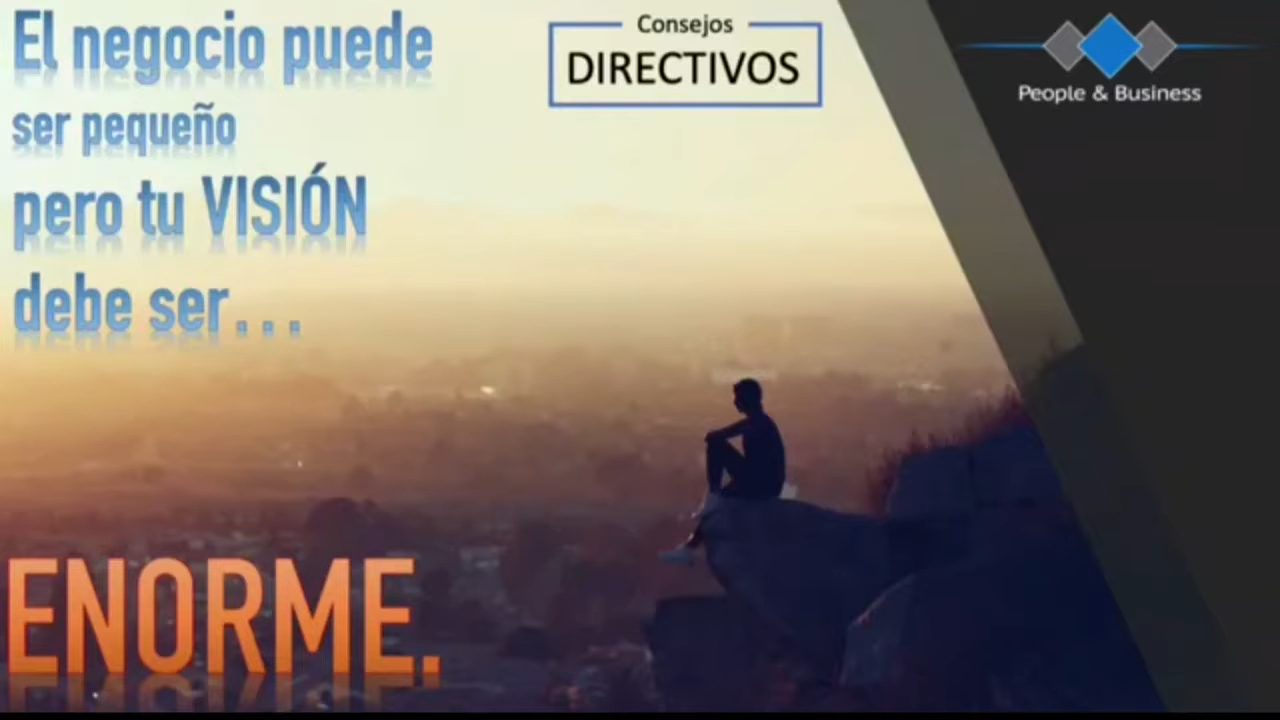 El negocio puede
ser pequeño
pero tu VISIÓN
debe ser...
ENORME.
Consejos
DIRECTIVOS
People & Business